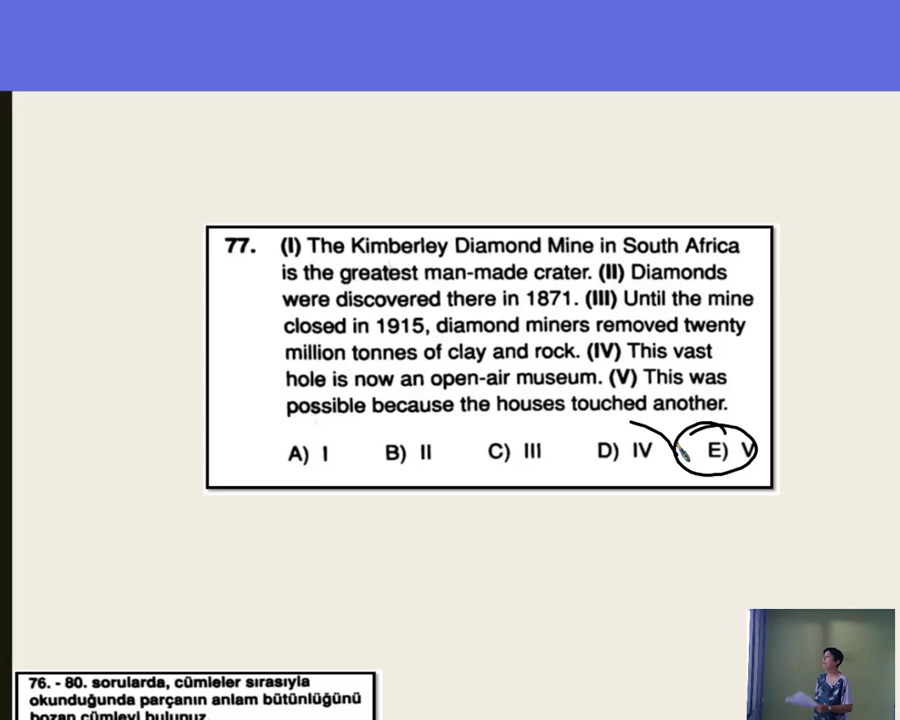 77. (I) The Kimberley Diamond Mine in South Africa
is the greatest man-made crater. (II) Diamonds
were discovered there in 1871. (III) Until the mine
closed in 1915, diamond miners removed twenty
million tonnes of clay and rock. (IV) This vast
hole is now an open-air museum. (V) This was
possible because the houses touched another.
A) I B) II C) III D) IV E) V
76. - 80. sorularda, cümleler sırasıyla
okunduğunda parçanın anlam bütünlüğünü
bozan cümleyi bulunuz.